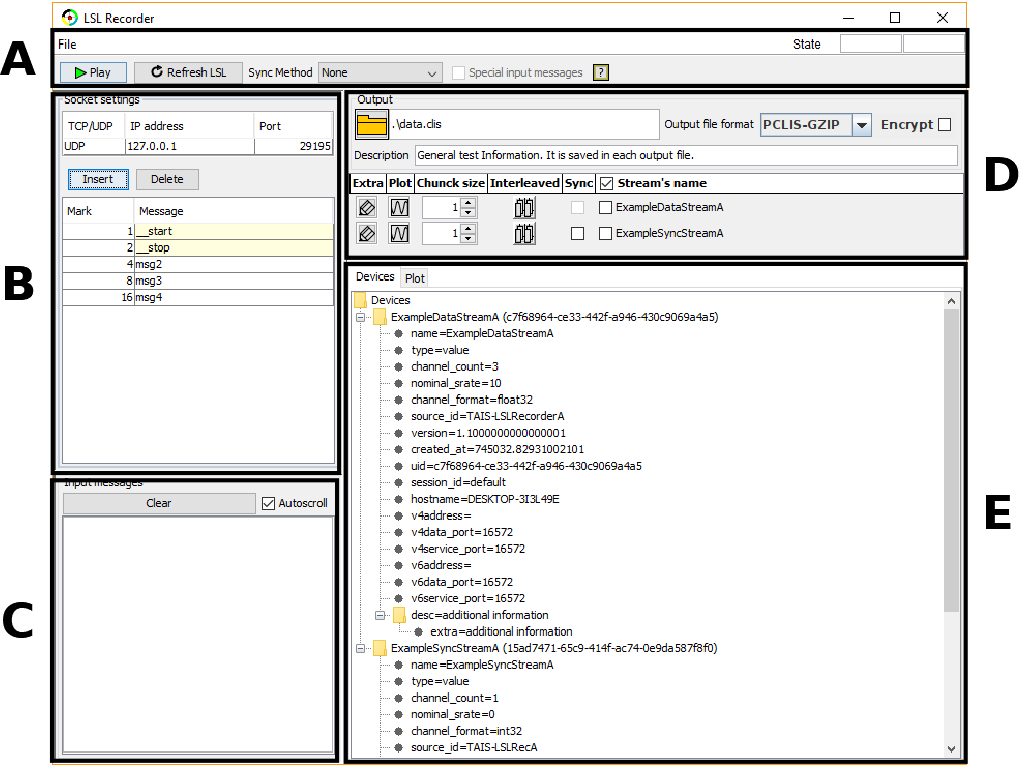 LSL Recorder
A
File
State
Play
Refresh LSL
Sync Method
None
Special input messages
?
B
Socket settings
TCP/UDP IP address Port
UDP 127.0.0.1 29195
Insert
Delete
Mark Message
1 __start
2 __stop
4 msg2
8 msg3
16 msg4
C
Input messages
Clear
Autoscroll
D
Output
.\data.clis
Output file format
PCLIS-GZIP
Encrypt
Description
General test Information. It is saved in each output file.
Extra Plot Chunck size Interleaved Sync Stream's name
1 ExampleDataStreamA
1 ExampleSyncStreamA
E
Devices Plot
Devices
ExampleDataStreamA (c7f68964-ce33-442f-a946-430c9069a4a5)
name=ExampleDataStreamA
type=value
channel_count=3
nominal_srate=10
channel_format=float32
source_id=TAIS-LSLRecorderA
version=1.1000000000000001
created_at=745032.82931002101
uid=c7f68964-ce33-442f-a946-430c9069a4a5
session_id=default
hostname=DESKTOP-3I3L49E
v4address=
v4data_port=16572
v4service_port=16572
v6address=
v6data_port=16572
v6service_port=16572
desc=additional information
extra=additional information
ExampleSyncStreamA (15ad7471-65c9-414f-ac74-0e9da587f8f0)
name=ExampleSyncStreamA
type=value
channel_count=1
nominal_srate=0
channel_format=int32
source_id=TAIS-LSLRecA